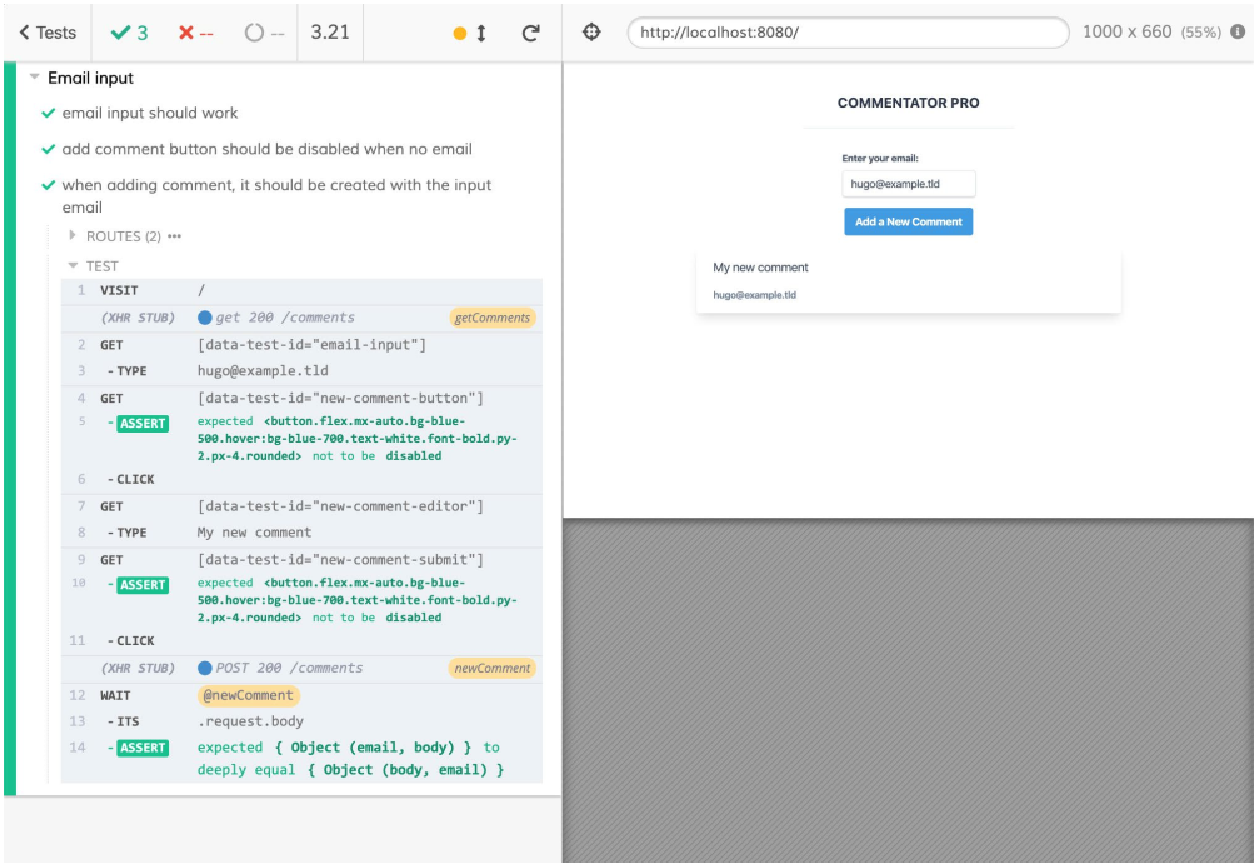 Tests 3 -- -- 3.21
http://localhost:8080/ 1000 x 660 (55%)
Email input
email input should work
add comment button should be disabled when no email
when adding comment, it should be created with the input
email
ROUTES (2)
TEST
1 VISIT /
(XHR STUB) get 200 /comments getComments
2 GET [data-test-id="email-input"]
3 - TYPE hugo@example.tld
4 GET [data-test-id="new-comment-button"]
5 - ASSERT expected <button.flex.mx-auto.bg-blue-
500.hover:bg-blue-700.text-white.font-bold.py-
2.px-4.rounded> not to be disabled
6 - CLICK
7 GET [data-test-id="new-comment-editor"]
8 - TYPE My new comment
9 GET [data-test-id="new-comment-submit"]
10 - ASSERT expected <button.flex.mx-auto.bg-blue-
500.hover:bg-blue-700.text-white.font-bold.py-
2.px-4.rounded> not to be disabled
11 - CLICK
(XHR STUB) POST 200 /comments newComment
12 WAIT @newComment
13 - ITS .request.body
14 - ASSERT expected { Object (email, body) } to
deeply equal { Object (body, email) }
COMMENTATOR PRO
Enter your email:
hugo@example.tld
Add a New Comment
My new comment
hugo@example.tld